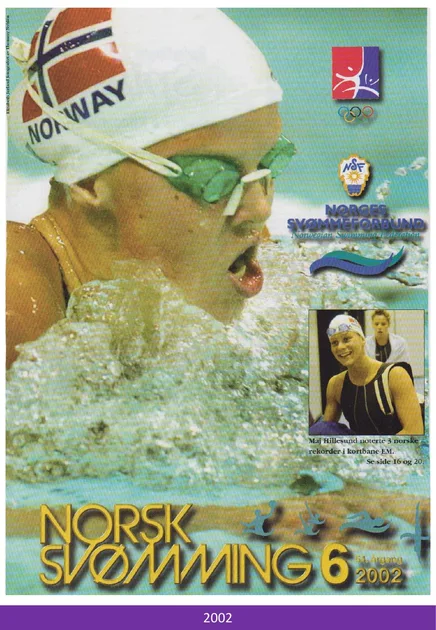 NORWAY
NSF
NORGES
SVØMMEFORBUND
Maj Hillesund noterte 3 norske
rekorder i kortbane EM.
Se side 16 og 20.
NORSK
SVØMMING 6
2002
2002